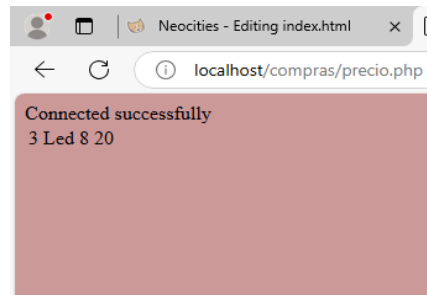 Neocities - Editing index.html
localhost/compras/precio.php
Connected successfully
3 Led 8 20